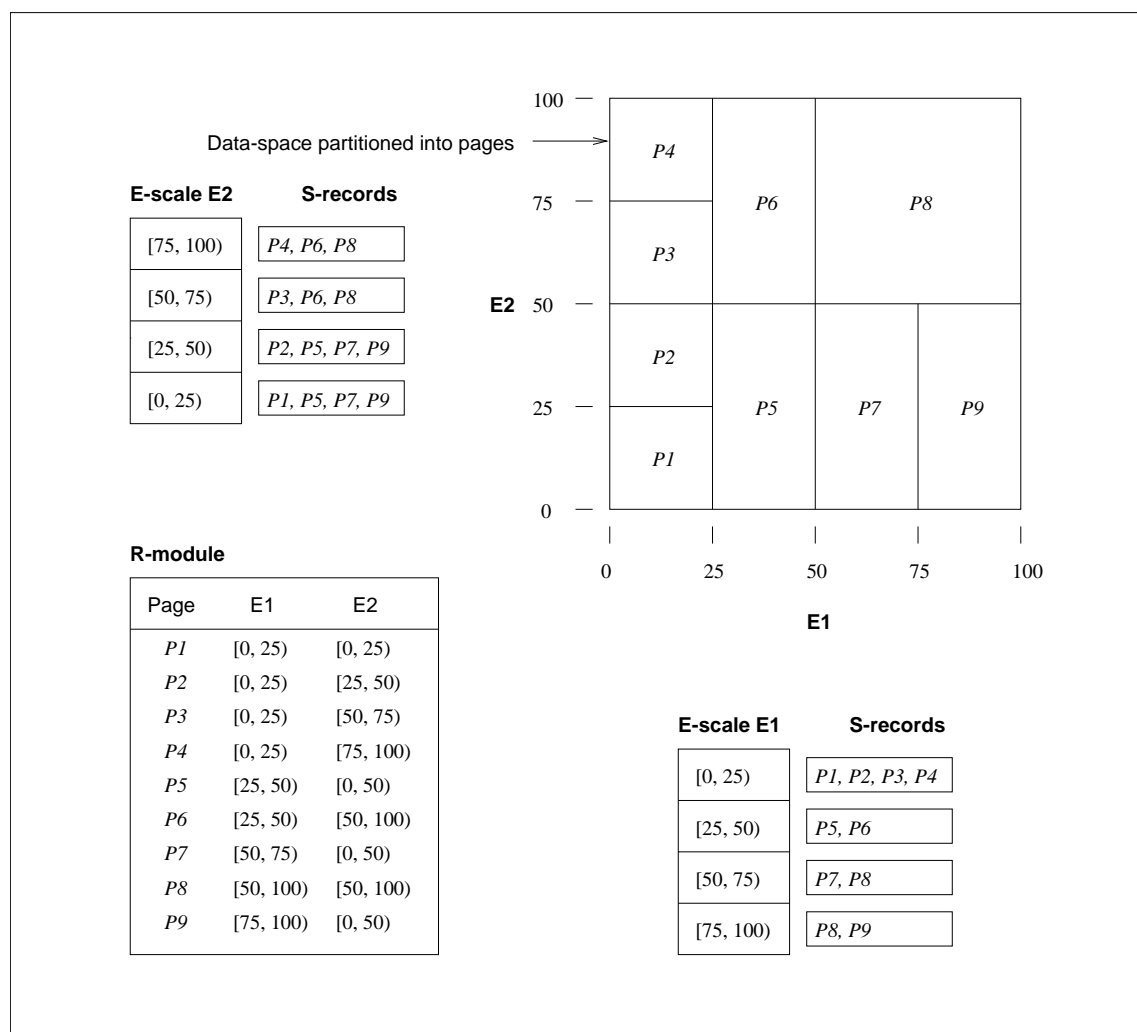 Data-space partitioned into pages
E-scale E2 S-records
[75, 100) P4, P6, P8
[50, 75) P3, P6, P8
[25, 50) P2, P5, P7, P9
[0, 25) P1, P5, P7, P9
100
75
50
25
0
E2
P4
P6
P8
P3
P2
P5
P7
P9
P1
0 25 50 75 100
E1
R-module
Page E1 E2
P1 [0, 25) [0, 25)
P2 [0, 25) [25, 50)
P3 [0, 25) [50, 75)
P4 [0, 25) [75, 100)
P5 [25, 50) [0, 50)
P6 [25, 50) [50, 100)
P7 [50, 75) [0, 50)
P8 [50, 100) [50, 100)
P9 [75, 100) [0, 50)
E-scale E1 S-records
[0, 25) P1, P2, P3, P4
[25, 50) P5, P6
[50, 75) P7, P8
[75, 100) P8, P9